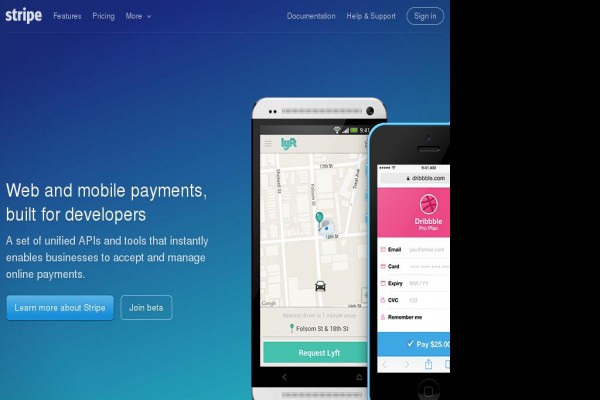 stripe Features Pricing More Documentation Help & Support Sign in
Web and mobile payments,
built for developers
A set of unified APIs and tools that instantly
enables businesses to accept and manage
online payments.
Learn more about Stripe Join beta
9:41
lyft
17th St
Folsom St
18th St
Google
Nearest driver is 1 minute away
Folsom St & 18th St
Request Lyft
9:41 AM
dribbble.com
Dribbble
Pro Plan
Email
Card
Expiry MM / YY
CVC 123
Remember me
Pay $25.00